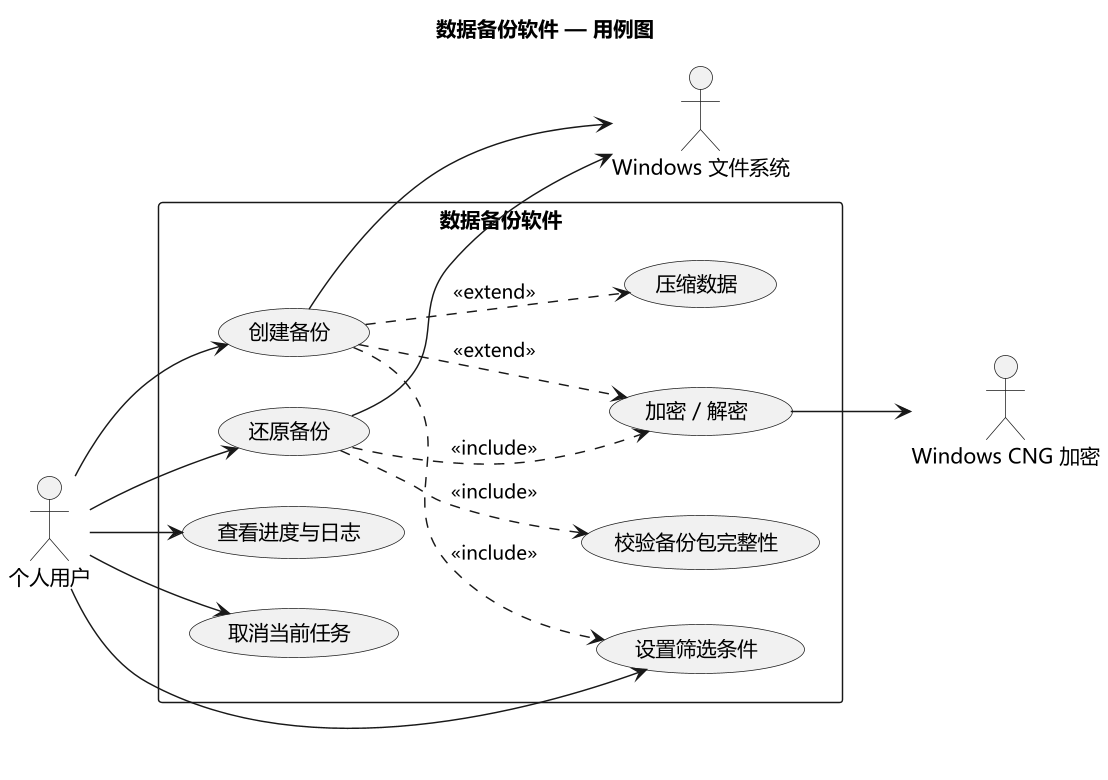 数据备份软件 — 用例图
Windows 文件系统
数据备份软件
压缩数据
«extend»
创建备份
«extend»
加密 / 解密
还原备份
«include»
Windows CNG 加密
«include»
查看进度与日志
校验备份包完整性
«include»
个人用户
取消当前任务
设置筛选条件